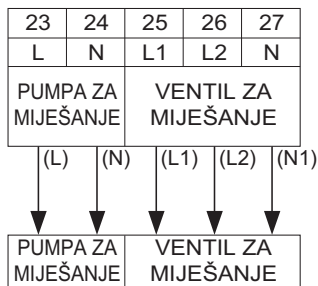 23 24 25 26 27
L N L1 L2 N
PUMPA ZA VENTIL ZA
MIJEŠANJE MIJEŠANJE
(L) (N) (L1) (L2) (N1)
PUMPA ZA VENTIL ZA
MIJEŠANJE MIJEŠANJE